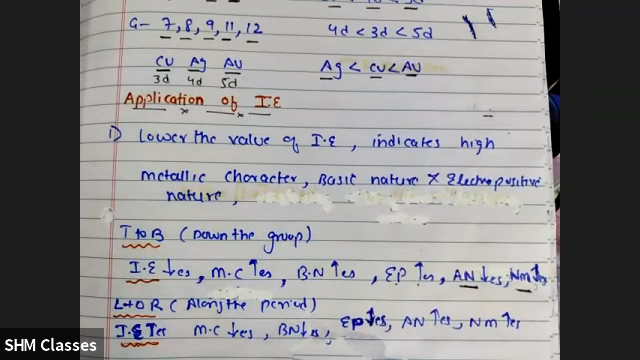 G- 7, 8, 9, 11, 12 4d < 3d < 5d
Cu Ag Au Ag < Cu < Au
3d 4d 5d
Application of I.E
1) Lower the value of I.E, indicates high
metallic character, Basic nature & Electropositive
nature,
T to B (Down the group)
I.E ↓es, M.C ↑es, B.N ↑es, EP ↑es, AN ↓es, Nm ↓es
L to R (Along the period)
I.E ↑es M.C ↓es, BN ↓es, EP ↓es, AN ↑es, Nm ↑es
SHM Classes